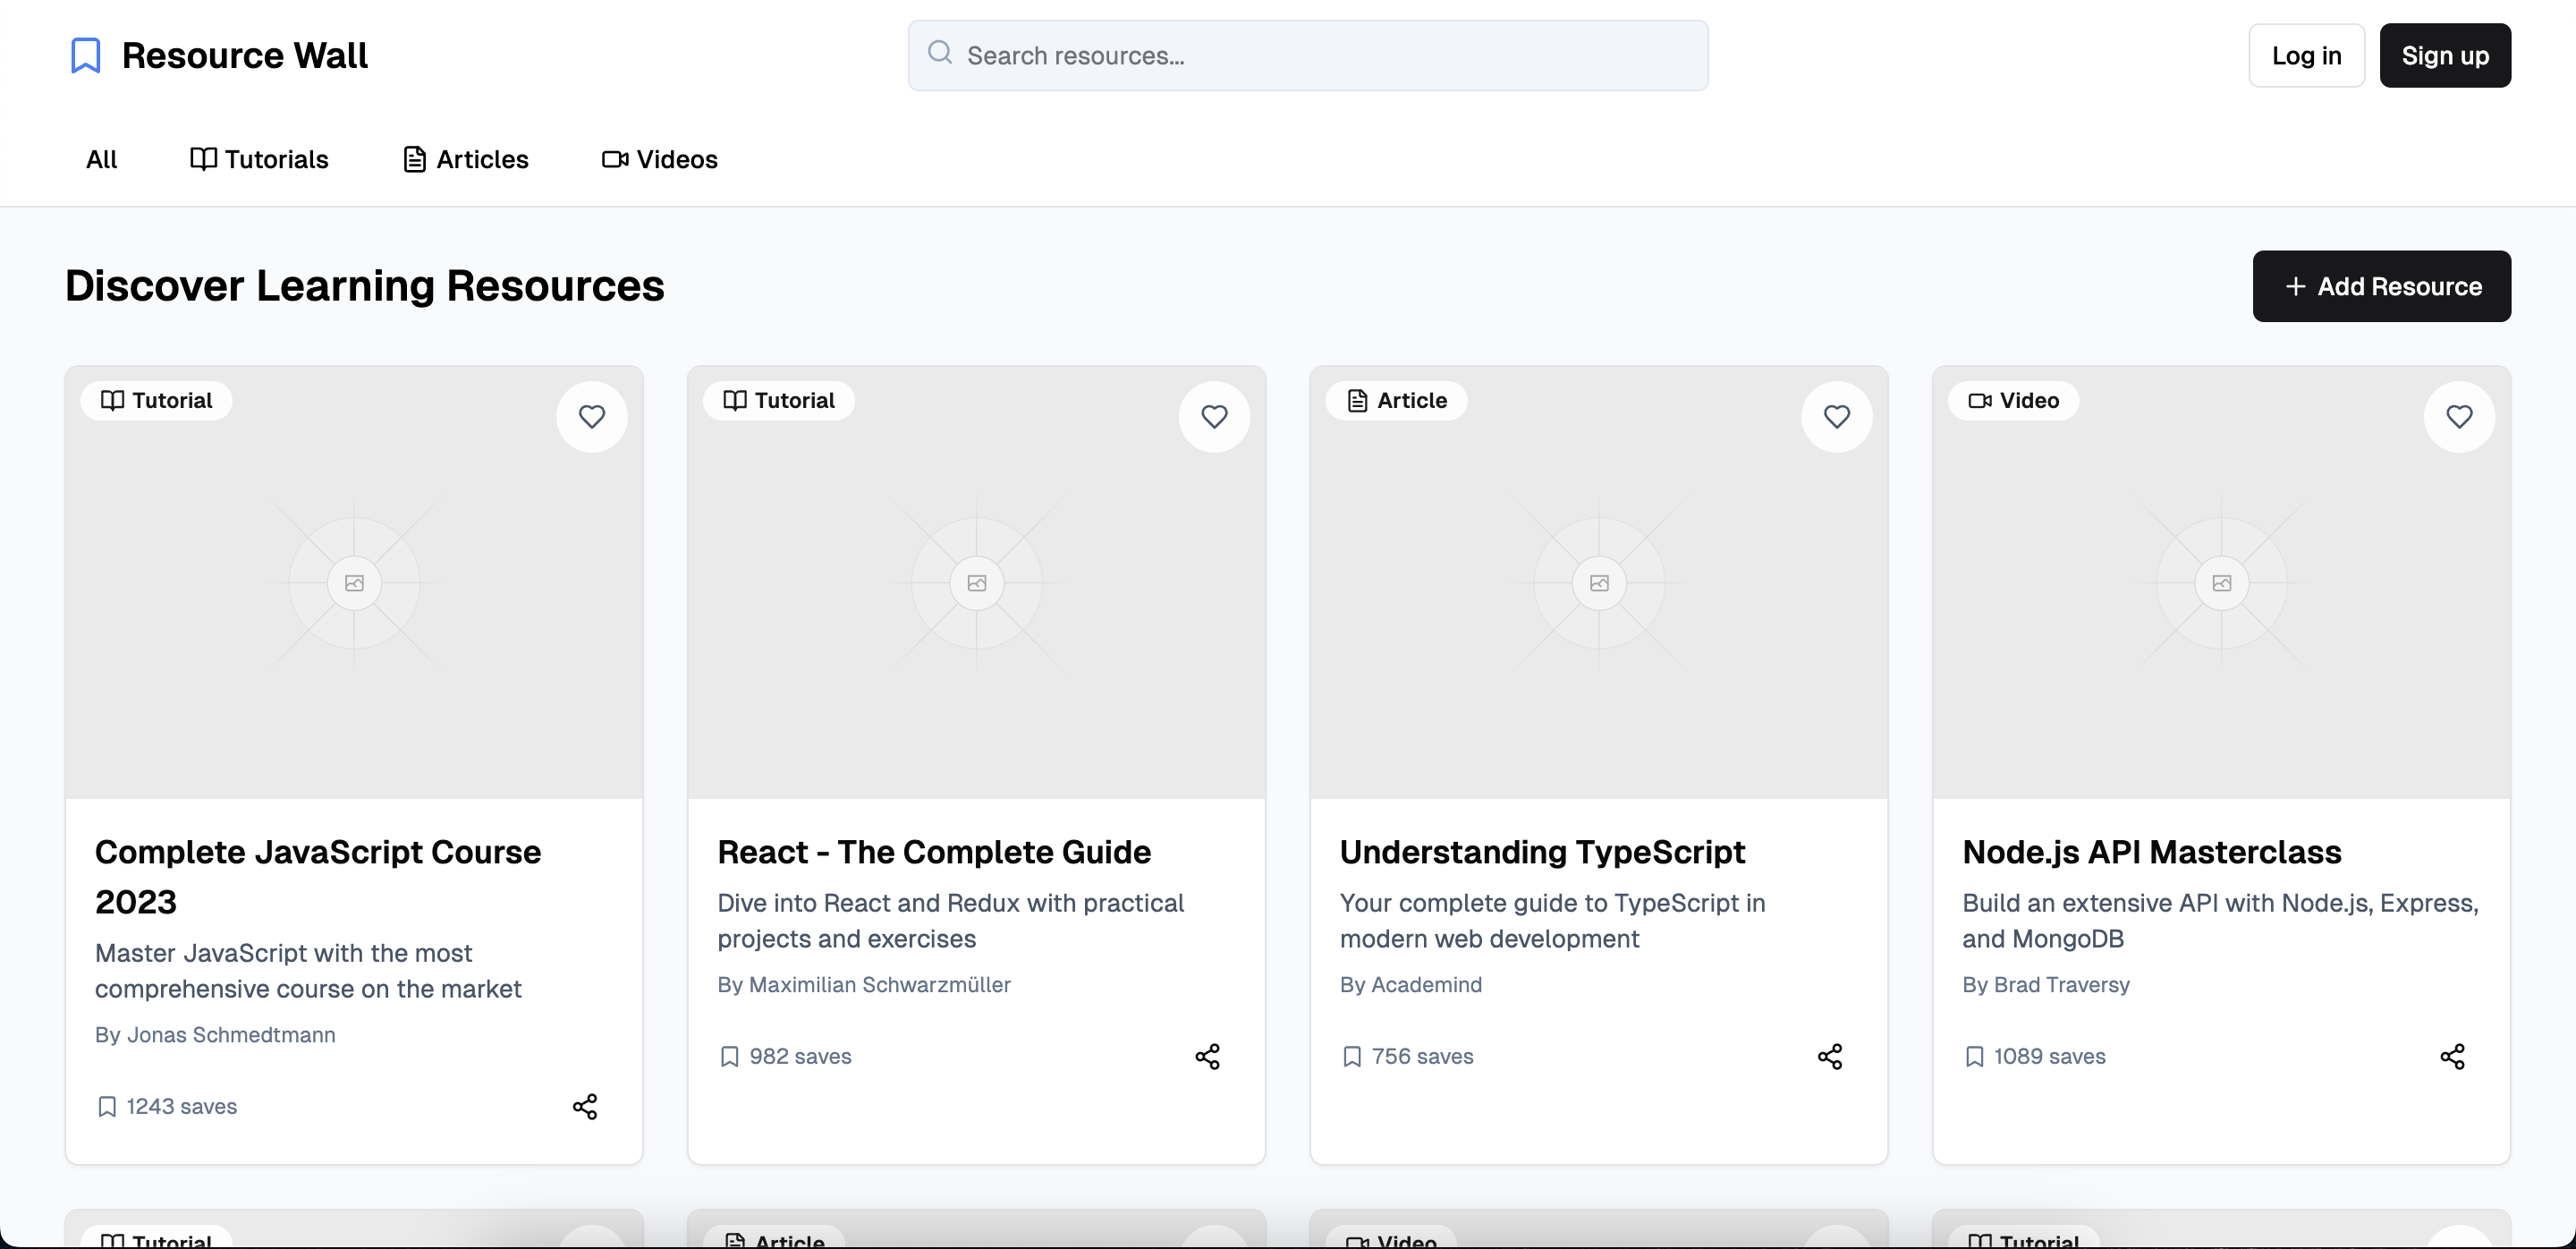 Resource Wall
Search resources...
Log in
Sign up
All
Tutorials
Articles
Videos
Discover Learning Resources
Add Resource
Tutorial
Complete JavaScript Course
2023
Master JavaScript with the most
comprehensive course on the market
By Jonas Schmedtmann
1243 saves
Tutorial
React - The Complete Guide
Dive into React and Redux with practical
projects and exercises
By Maximilian Schwarzmüller
982 saves
Article
Understanding TypeScript
Your complete guide to TypeScript in
modern web development
By Academind
756 saves
Video
Node.js API Masterclass
Build an extensive API with Node.js, Express,
and MongoDB
By Brad Traversy
1089 saves
Tutorial
Article
Video
Tutorial